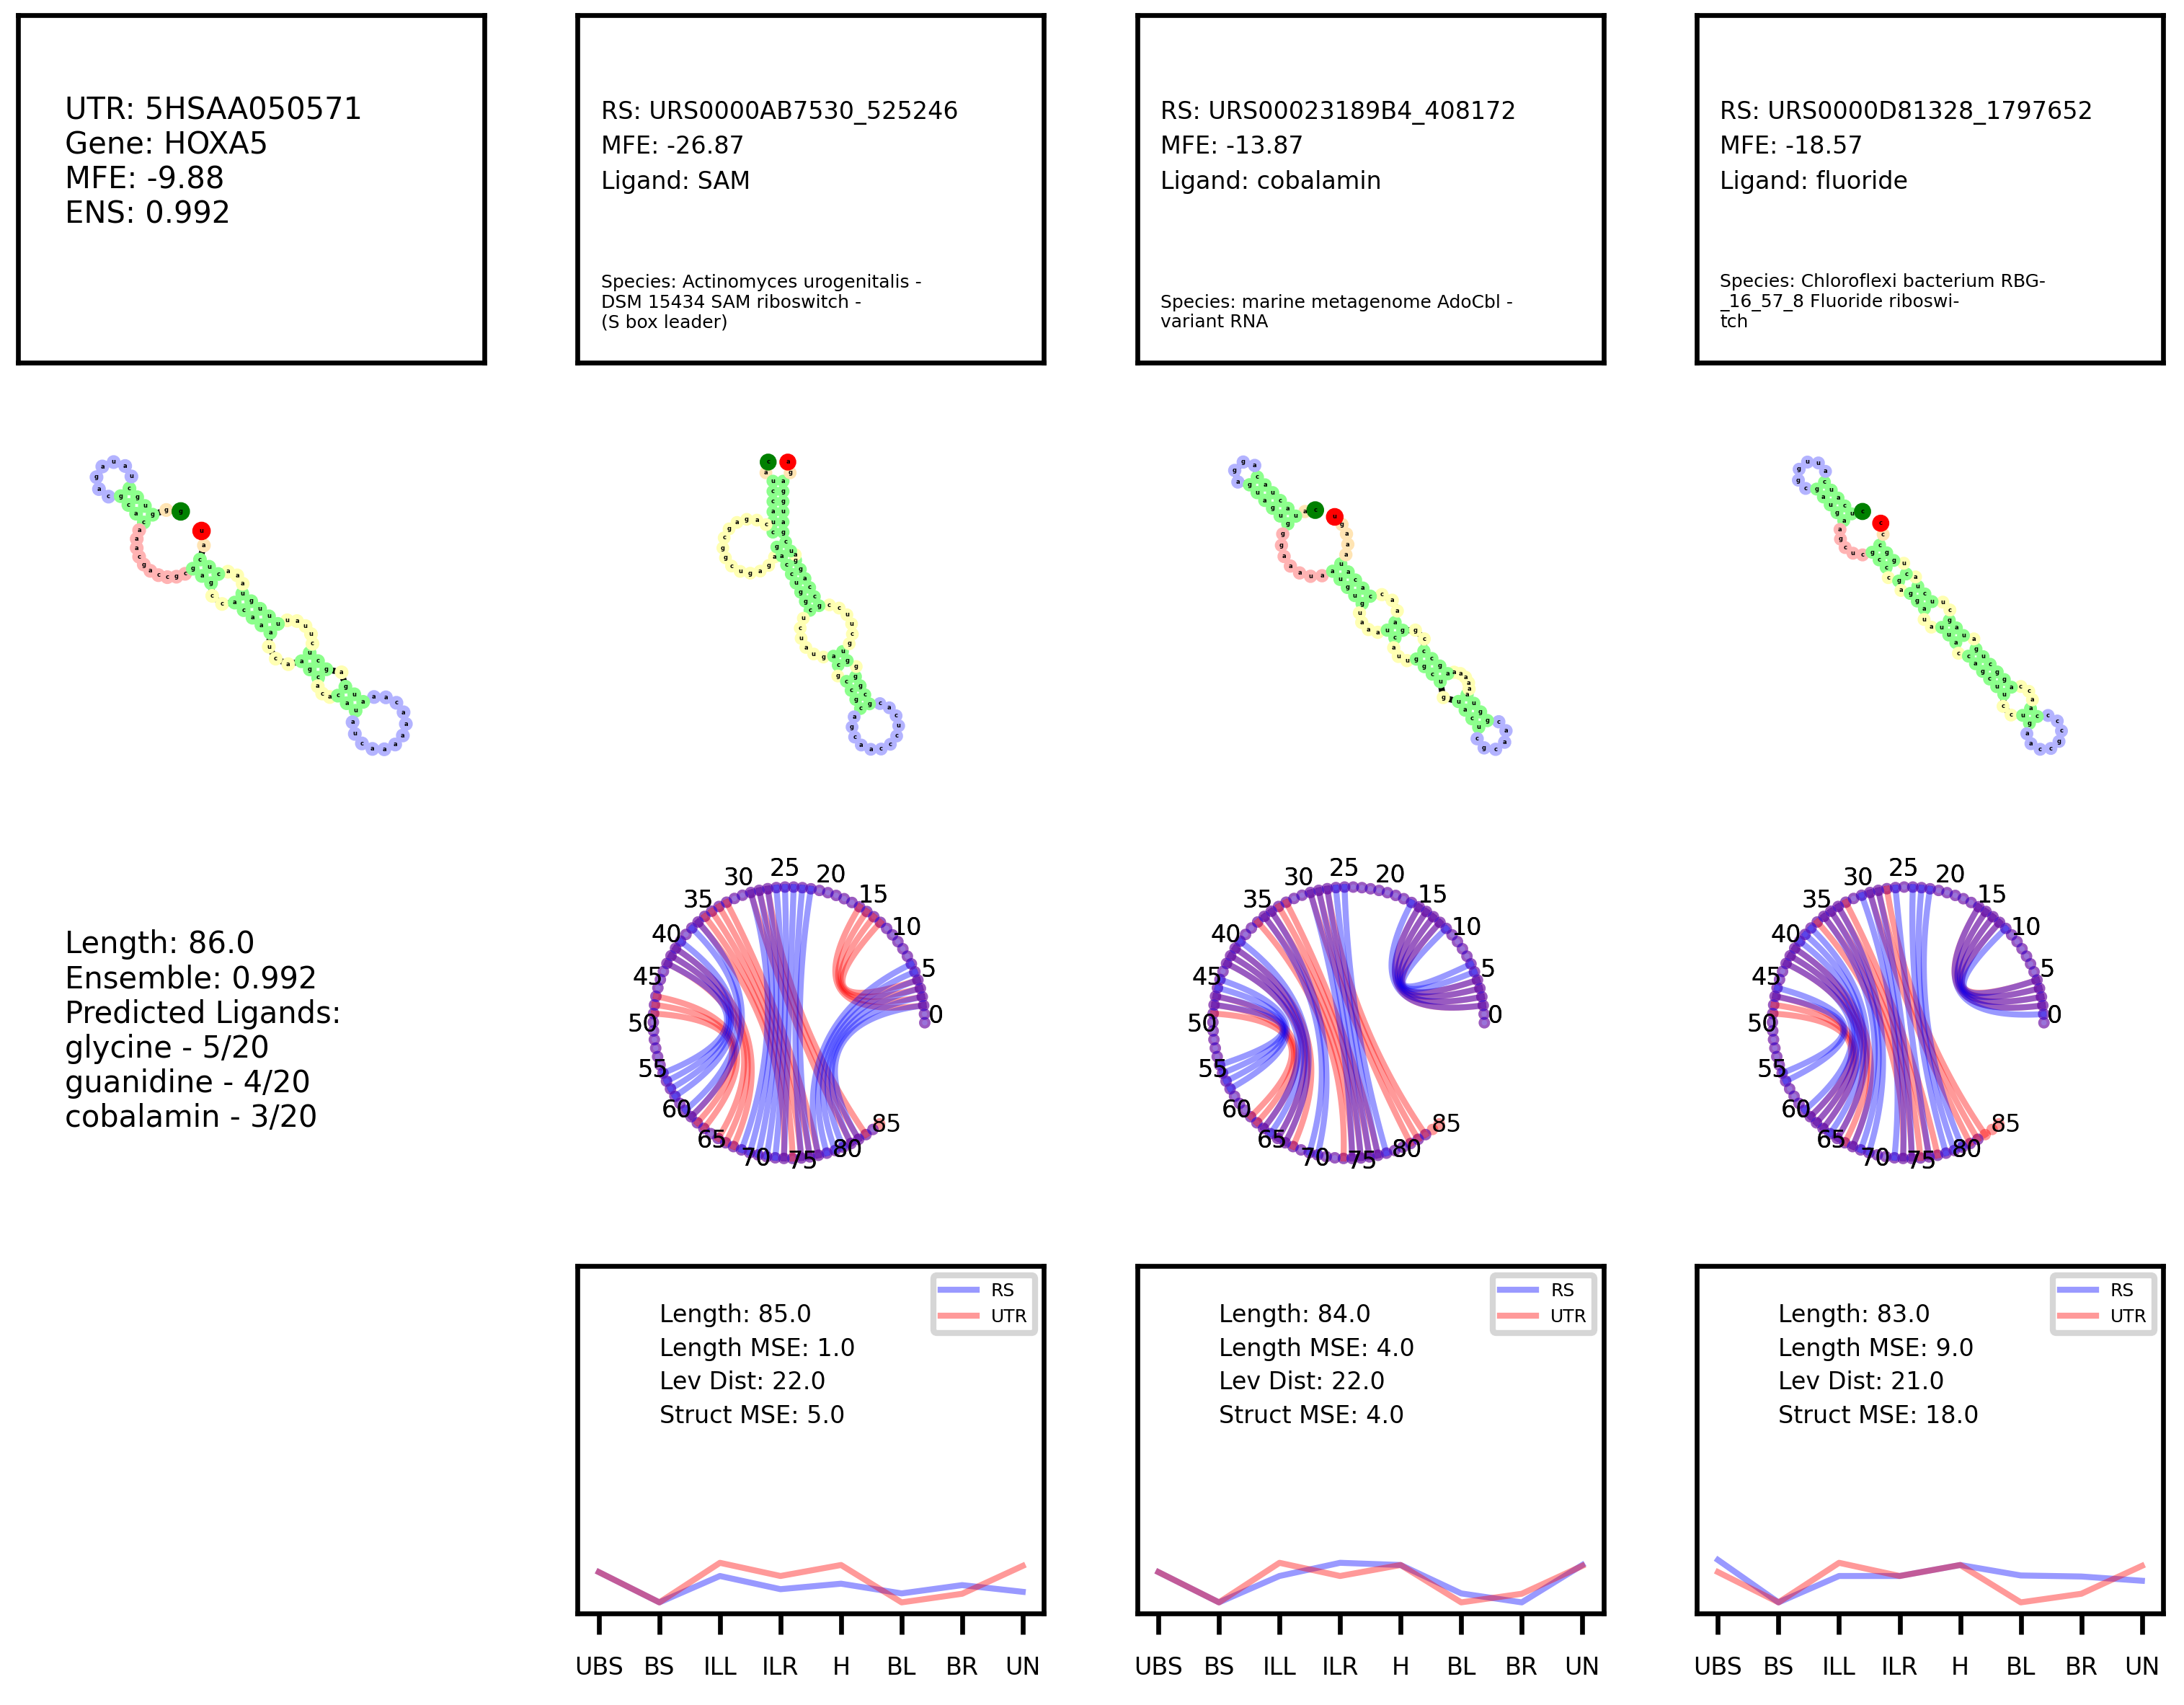 UTR: 5HSAA050571
Gene: HOXA5
MFE: -9.88
ENS: 0.992
RS: URS0000AB7530_525246
MFE: -26.87
Ligand: SAM
Species: Actinomyces urogenitalis -
DSM 15434 SAM riboswitch -
(S box leader)
RS: URS00023189B4_408172
MFE: -13.87
Ligand: cobalamin
Species: marine metagenome AdoCbl -
variant RNA
RS: URS0000D81328_1797652
MFE: -18.57
Ligand: fluoride
Species: Chloroflexi bacterium RBG-
_16_57_8 Fluoride riboswi-
tch
Length: 86.0
Ensemble: 0.992
Predicted Ligands:
glycine - 5/20
guanidine - 4/20
cobalamin - 3/20
0 5 10 15 20 25 30 35 40 45 50 55 60 65 70 75 80 85
0 5 10 15 20 25 30 35 40 45 50 55 60 65 70 75 80 85
0 5 10 15 20 25 30 35 40 45 50 55 60 65 70 75 80 85
RS
UTR
Length: 85.0
Length MSE: 1.0
Lev Dist: 22.0
Struct MSE: 5.0
UBS BS ILL ILR H BL BR UN
RS
UTR
Length: 84.0
Length MSE: 4.0
Lev Dist: 22.0
Struct MSE: 4.0
UBS BS ILL ILR H BL BR UN
RS
UTR
Length: 83.0
Length MSE: 9.0
Lev Dist: 21.0
Struct MSE: 18.0
UBS BS ILL ILR H BL BR UN